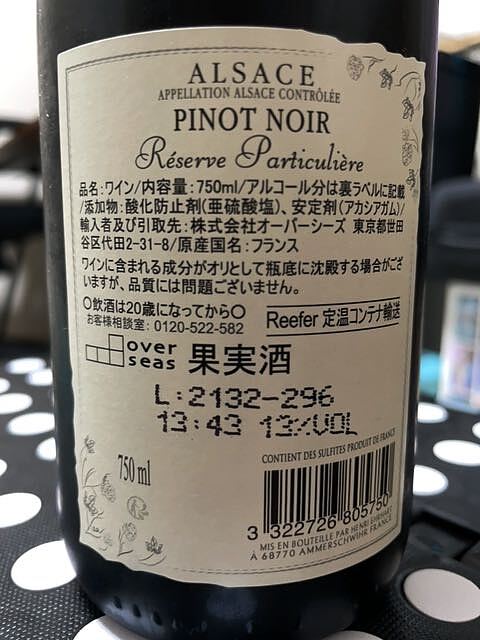 ALSACE
APPELLATION ALSACE CONTRÔLÉE
PINOT NOIR
Réserve Particulière
品名:ワイン/内容量:750ml/アルコール分は裏ラベルに記載
/添加物:酸化防止剤(亜硫酸塩)、安定剤(アカシアガム)/
輸入者及び引取先:株式会社オーバーシーズ 東京都世田
谷区代田2-31-8/原産国名:フランス
ワインに含まれる成分がオリとして瓶底に沈殿する場合がござ
いますが、品質には問題ございません。
○飲酒は20歳になってから○
お客様相談室:0120-522-582
Reefer 定温コンテナ輸送
over
seas
果実酒
L:2132-296
13:43 13%VOL
CONTIENT DES SULFITES PRODUIT DE FRANCE
750 ml
3 322726 805750
MIS EN BOUTEILLE PAR HENRI EHRHART
À 68770 AMMERSCHWIHR FRANCE